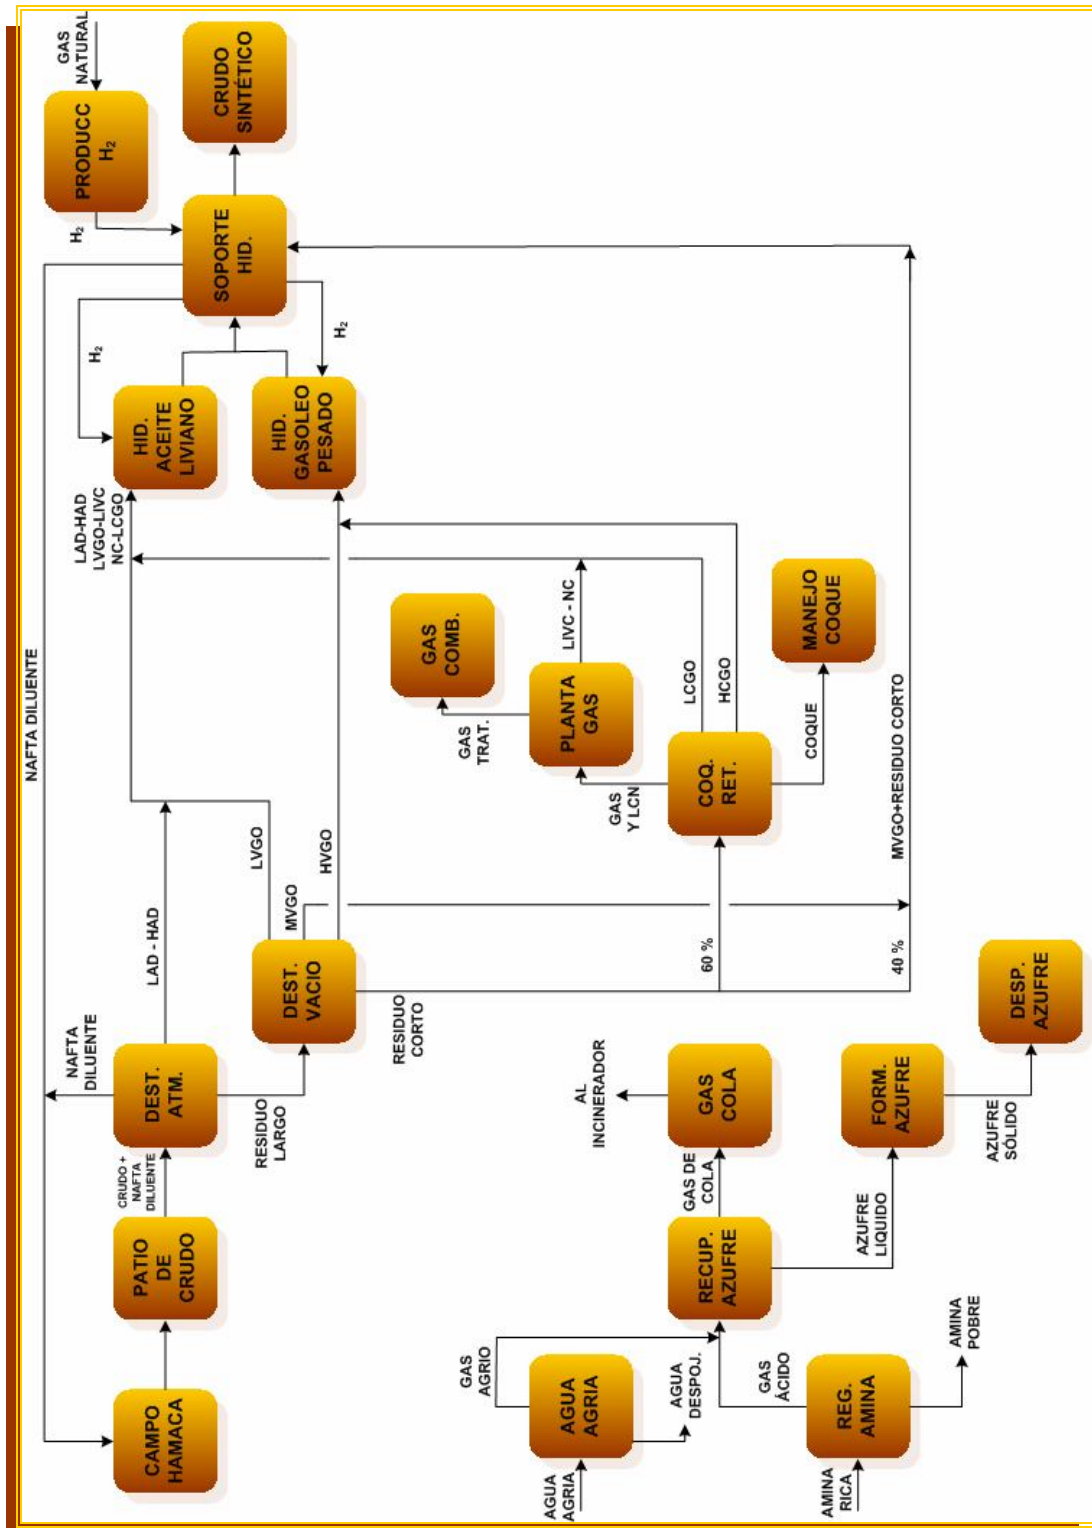 NAFTA DILUENTE
CAMPO
HAMACA
PATIO
DE
CRUDO
CRUDO +
NAFTA
DILUENTE
DEST.
ATM.
NAFTA
DILUENTE
LAD - HAD
RESIDUO
LARGO
DEST.
VACIO
LVGO
MVGO
HVGO
RESIDUO
CORTO
60 %
40 %
LAD-HAD
LVGO-LIVC
NC-LCGO
HID.
ACEITE
LIVIANO
H₂
HID.
GASOLEO
PESADO
H₂
SOPORTE
HID.
H₂
PRODUCC
H₂
GAS
NATURAL
CRUDO
SINTÉTICO
COQ.
RET.
GAS
Y LCN
PLANTA
GAS
GAS
TRAT.
GAS
COMB.
LIVC - NC
LCGO
HCGO
COQUE
MANEJO
COQUE
MVGO+RESIDUO CORTO
AGUA
AGRIA
AGUA
AGRIA
GAS
AGRIO
AGUA
DESPOJ.
AMINA
RICA
REG.
AMINA
GAS
ÁCIDO
AMINA
POBRE
RECUP.
AZUFRE
GAS DE
COLA
GAS
COLA
AL
INCINERADOR
AZUFRE
LIQUIDO
FORM.
AZUFRE
AZUFRE
SÓLIDO
DESP.
AZUFRE